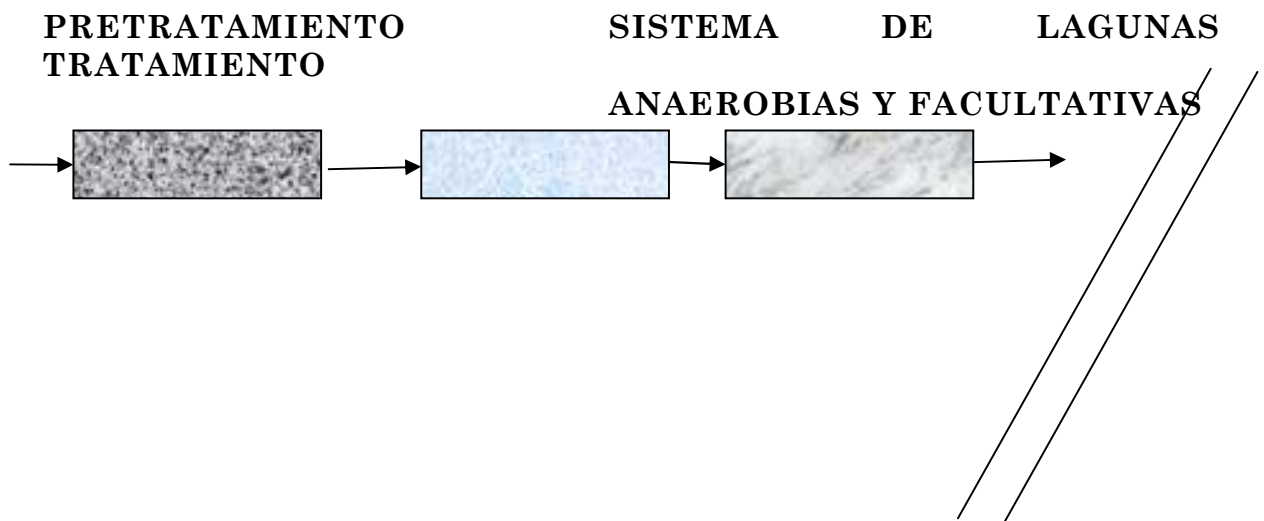 PRETRATAMIENTO SISTEMA DE LAGUNAS
TRATAMIENTO
ANAEROBIAS Y FACULTATIVAS